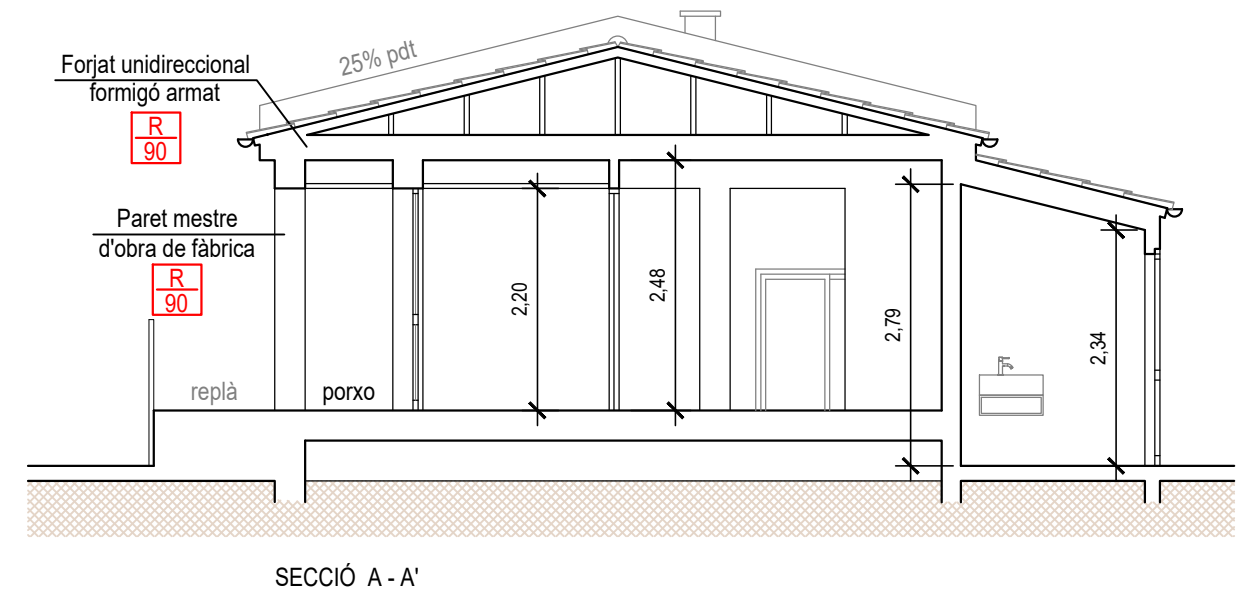 25% pdt
Forjat unidireccional
formigó armat
R
90
Paret mestre
d'obra de fàbrica
R
90
2,20
2,48
2,79
2,34
replà
porxo
SECCIÓ A - A'